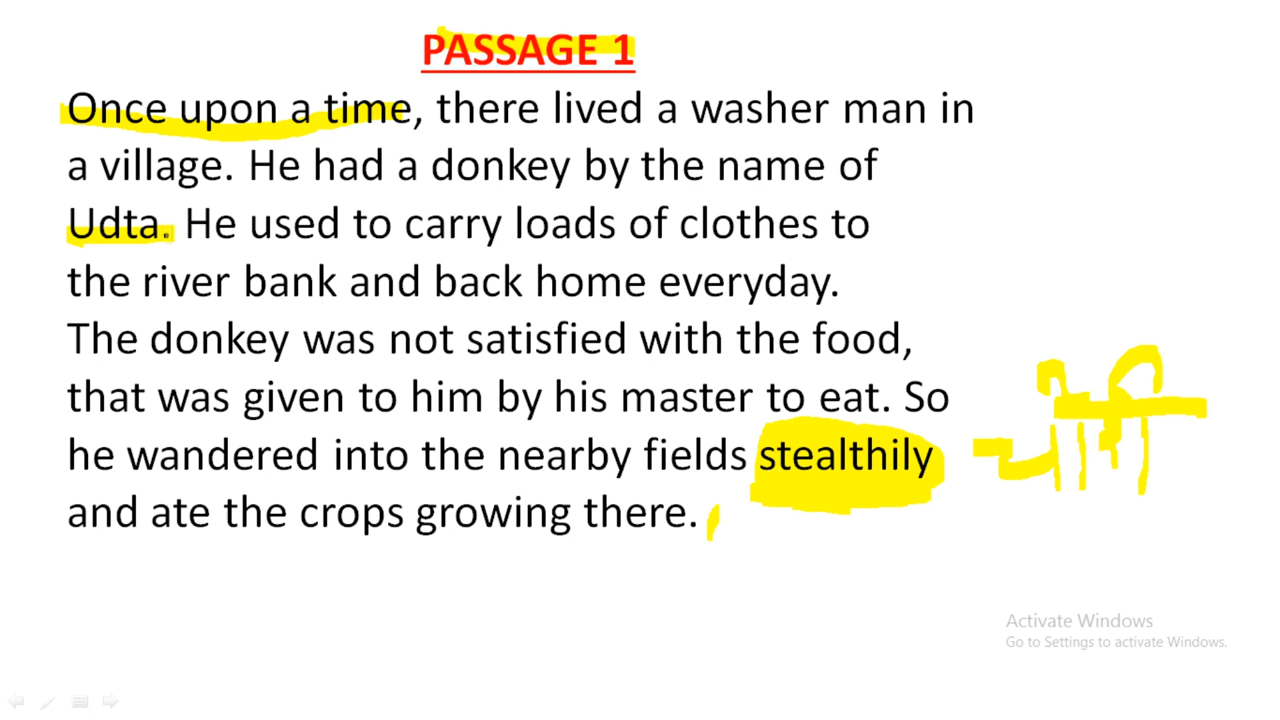 PASSAGE 1
Once upon a time, there lived a washer man in
a village. He had a donkey by the name of
Udta. He used to carry loads of clothes to
the river bank and back home everyday.
The donkey was not satisfied with the food,
that was given to him by his master to eat. So
he wandered into the nearby fields stealthily
and ate the crops growing there.
Activate Windows
Go to Settings to activate Windows.